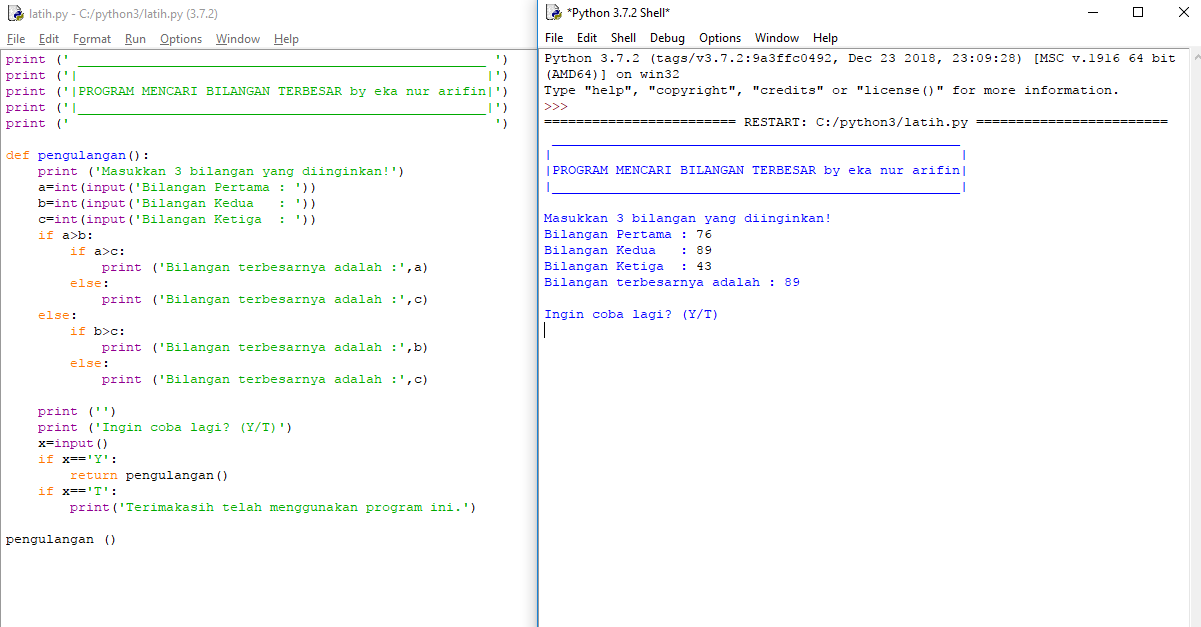 latih.py - C:/python3/latih.py (3.7.2)
File Edit Format Run Options Window Help
print (' ___________________________________________________ ')
print ('|                                                   |')
print ('|PROGRAM MENCARI BILANGAN TERBESAR by eka nur arifin|')
print ('|___________________________________________________|')
print ('                                                     ')
def pengulangan():
    print ('Masukkan 3 bilangan yang diinginkan!')
    a=int(input('Bilangan Pertama : '))
    b=int(input('Bilangan Kedua   : '))
    c=int(input('Bilangan Ketiga  : '))
    if a>b:
        if a>c:
            print ('Bilangan terbesarnya adalah :',a)
        else:
            print ('Bilangan terbesarnya adalah :',c)
    else:
        if b>c:
            print ('Bilangan terbesarnya adalah :',b)
        else:
            print ('Bilangan terbesarnya adalah :',c)
    print ('')
    print ('Ingin coba lagi? (Y/T)')
    x=input()
    if x=='Y':
        return pengulangan()
    if x=='T':
        print('Terimakasih telah menggunakan program ini.')
pengulangan ()
*Python 3.7.2 Shell*
File Edit Shell Debug Options Window Help
Python 3.7.2 (tags/v3.7.2:9a3ffc0492, Dec 23 2018, 23:09:28) [MSC v.1916 64 bit
(AMD64)] on win32
Type "help", "copyright", "credits" or "license()" for more information.
>>>
======================== RESTART: C:/python3/latih.py ========================
 ___________________________________________________
|                                                   |
|PROGRAM MENCARI BILANGAN TERBESAR by eka nur arifin|
|___________________________________________________|
Masukkan 3 bilangan yang diinginkan!
Bilangan Pertama : 76
Bilangan Kedua   : 89
Bilangan Ketiga  : 43
Bilangan terbesarnya adalah : 89
Ingin coba lagi? (Y/T)